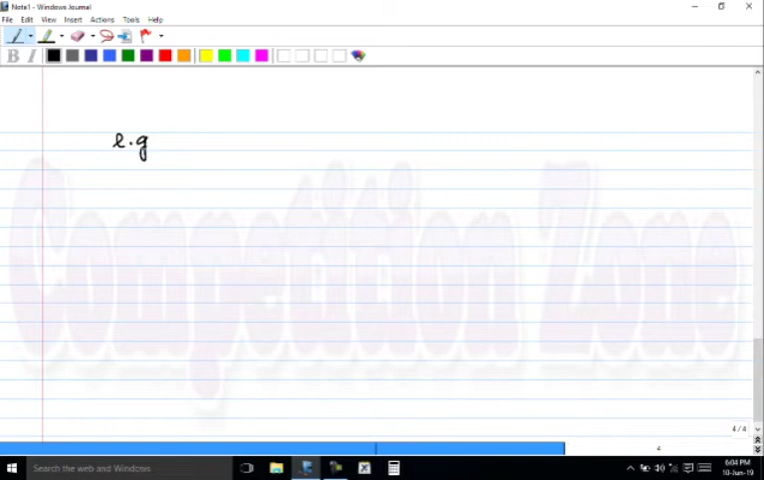 Note1 - Windows Journal
File Edit View Insert Actions Tools Help
B I
e.g
Competition Zone
4 / 4
4
Search the web and Windows
6:04 PM
10-Jun-19